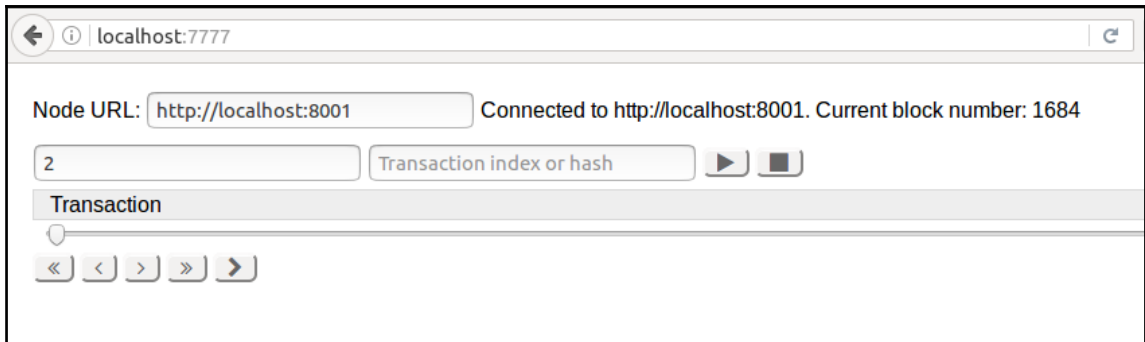 localhost:7777
Node URL: http://localhost:8001 Connected to http://localhost:8001. Current block number: 1684
2 Transaction index or hash
Transaction
« < > » >